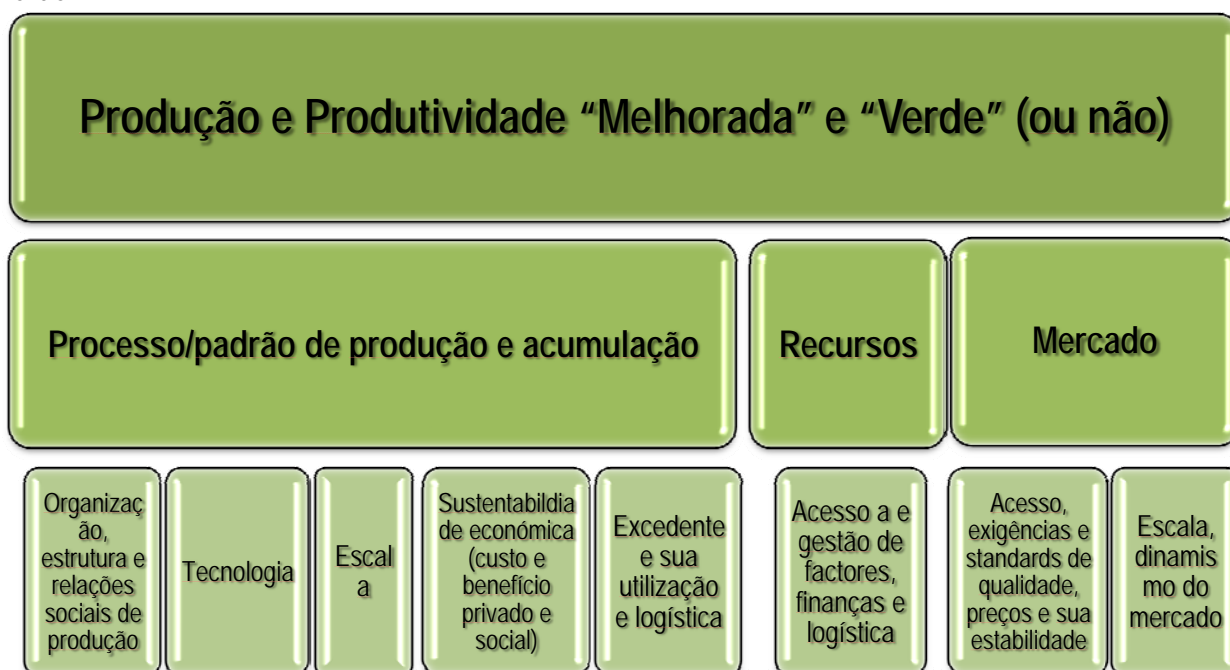 Produção e Produtividade “Melhorada” e “Verde” (ou não)
Processo/padrão de produção e acumulação
Recursos
Mercado
Organizaç
ão,
estrutura e
relações
sociais de
produção
Tecnologia
Escal
a
Sustentabildia
de económica
(custo e
benefício
privado e
social)
Excedente
e sua
utilização
e logística
Acesso a e
gestão de
factores,
finanças e
logística
Acesso,
exigências e
standards de
qualidade,
preços e sua
estabilidade
Escala,
dinamis
mo do
mercado